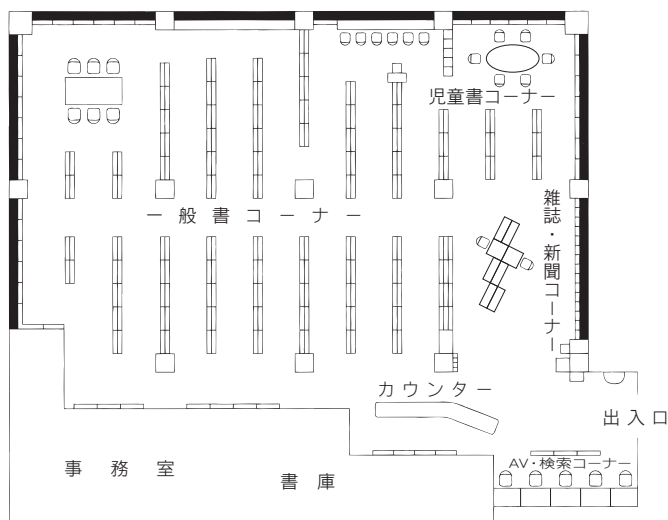 児童書コーナー
一般書コーナー
雑誌・新聞コーナー
カウンター
出入口
AV・検索コーナー
事務室
書庫